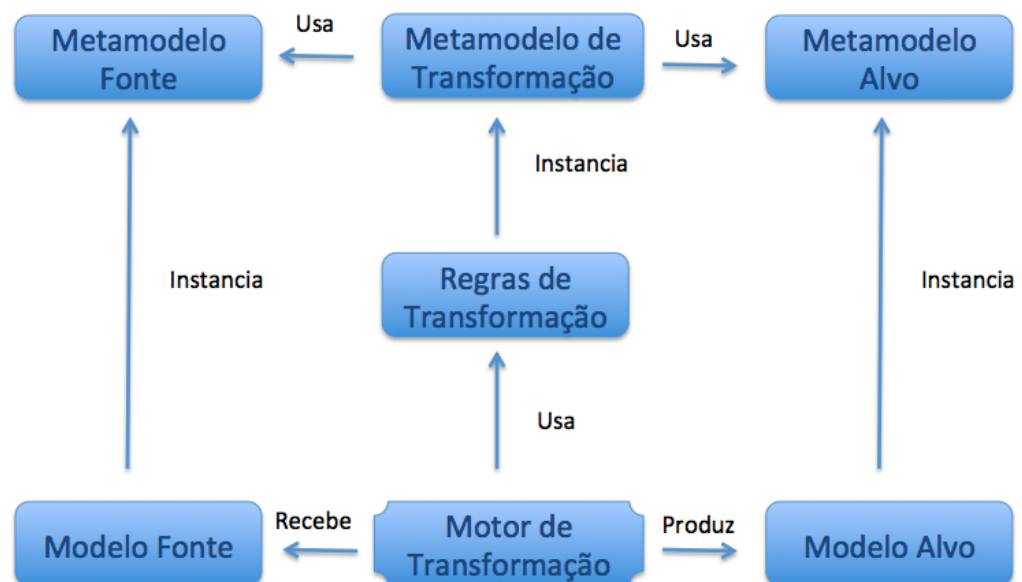 Metamodelo
Fonte
Usa
Metamodelo de
Transformação
Usa
Metamodelo
Alvo
Instancia
Instancia
Regras de
Transformação
Instancia
Usa
Modelo Fonte
Recebe
Motor de
Transformação
Produz
Modelo Alvo